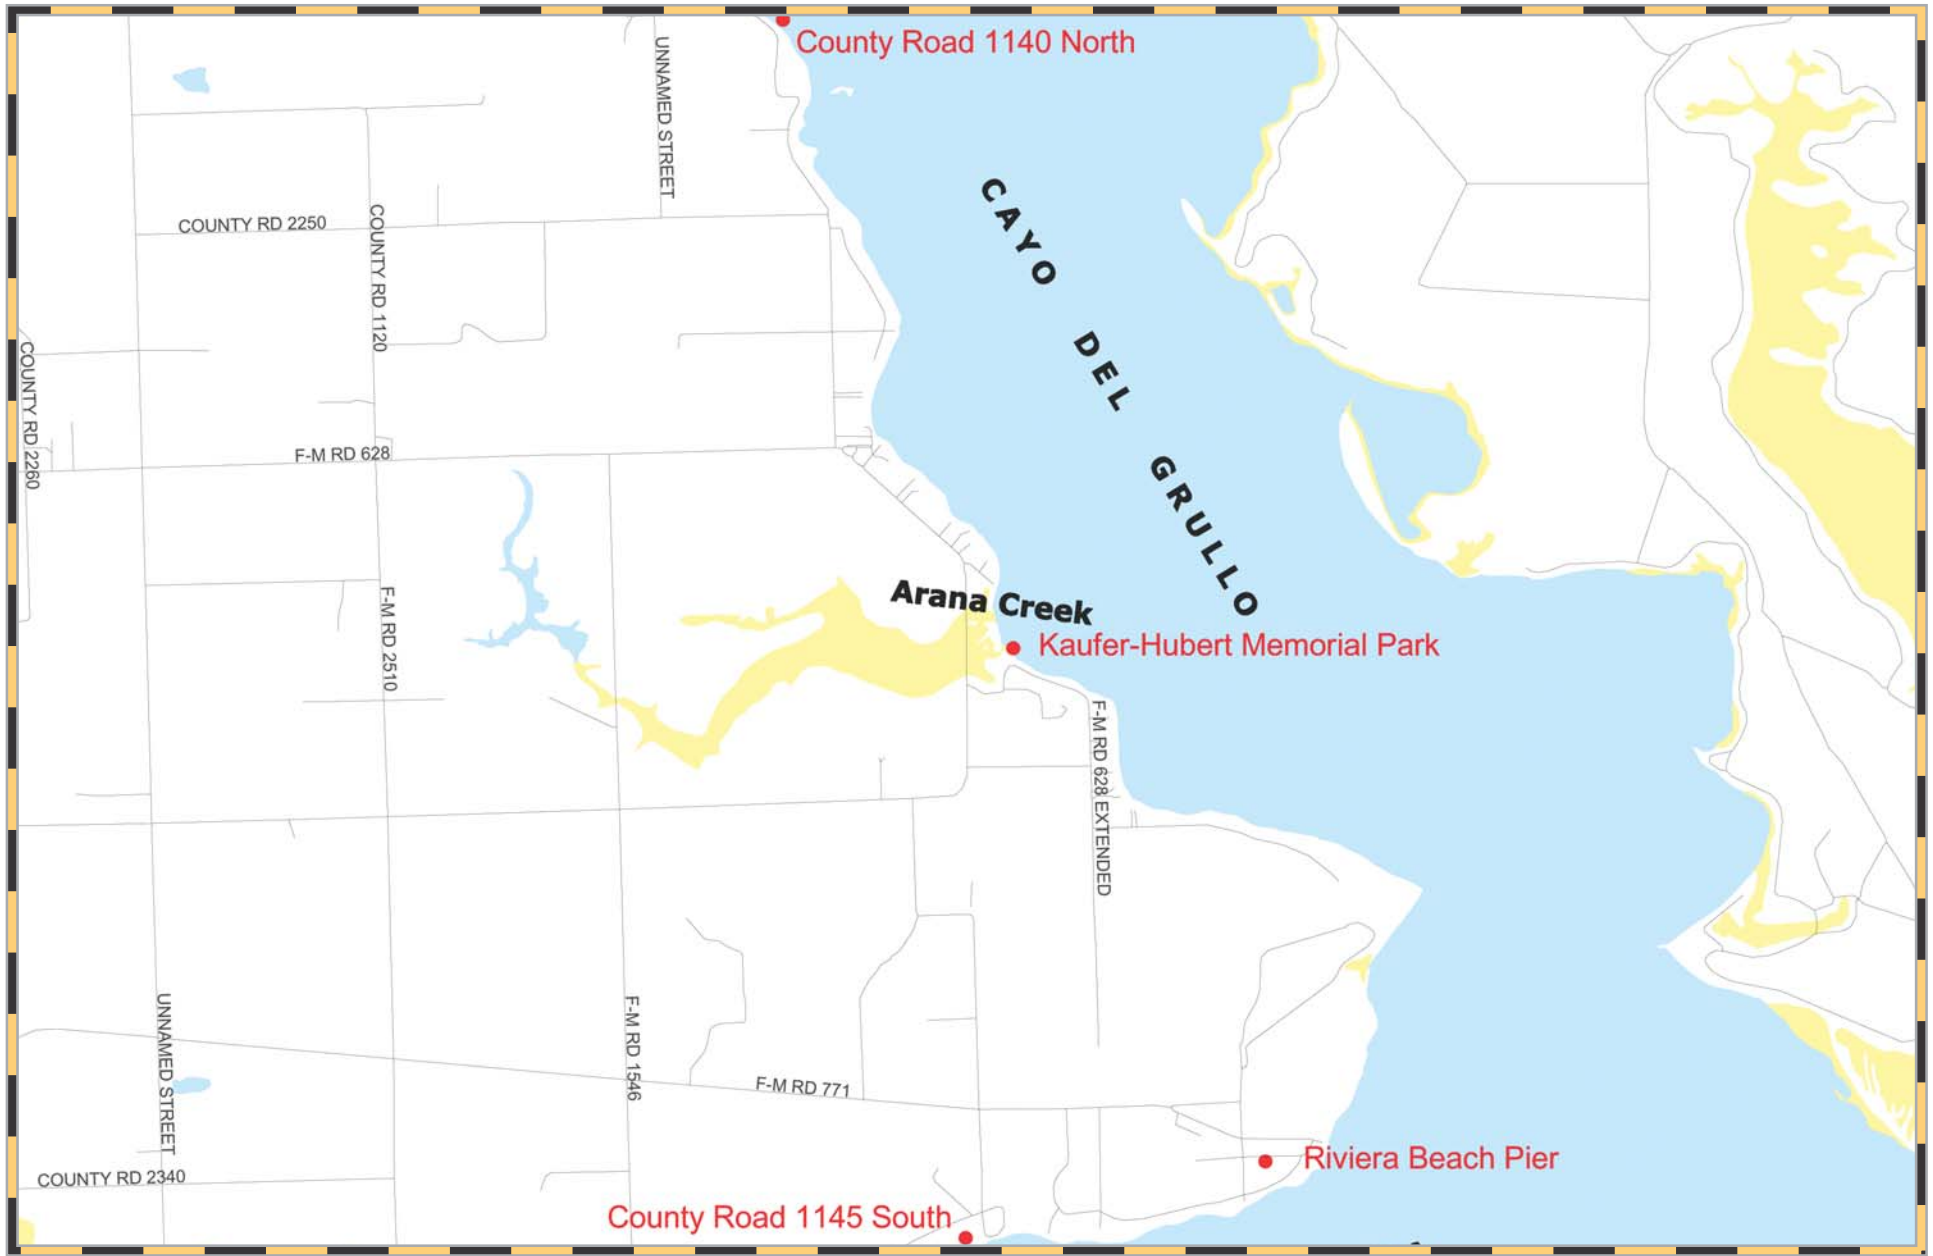 County Road 1140 North
UNNAMED STREET
CAYO DEL GRULLO
COUNTY RD 2250
COUNTY RD 1120
COUNTY RD 2260
F-M RD 628
Arana Creek
F-M RD 2510
Kaufer-Hubert Memorial Park
F-M RD 628 EXTENDED
UNNAMED STREET
F-M RD 1546
F-M RD 771
Riviera Beach Pier
COUNTY RD 2340
County Road 1145 South